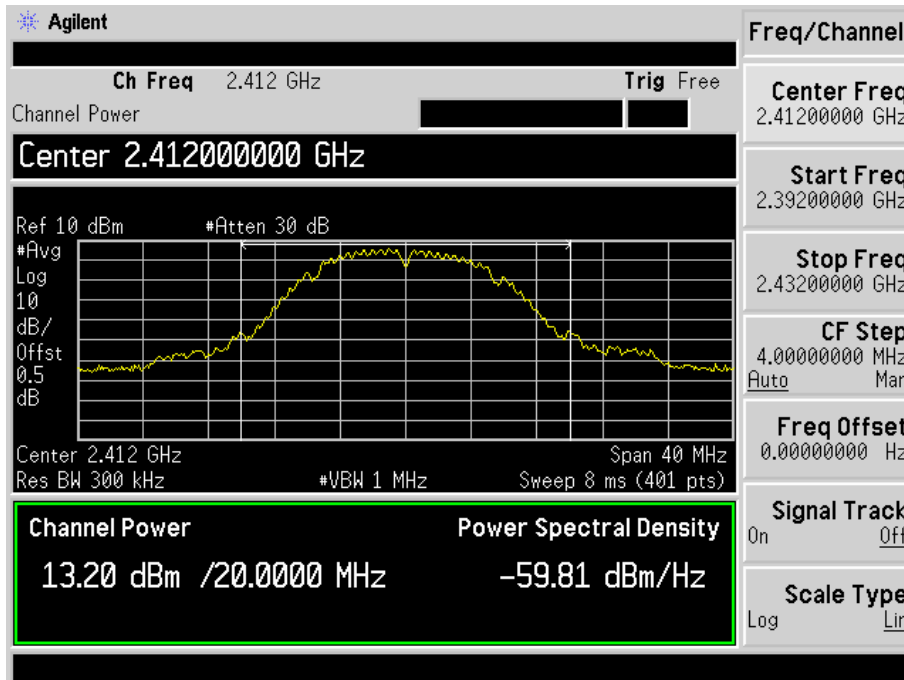 Agilent
Ch Freq 2.412 GHz Trig Free
Channel Power
Center 2.412000000 GHz
Ref 10 dBm #Atten 30 dB
#Avg
Log
10
dB/
Offst
0.5
dB
Center 2.412 GHz Span 40 MHz
Res BW 300 kHz #VBW 1 MHz Sweep 8 ms (401 pts)
Channel Power Power Spectral Density
13.20 dBm /20.0000 MHz -59.81 dBm/Hz
Freq/Channel
Center Freq
2.41200000 GHz
Start Freq
2.39200000 GHz
Stop Freq
2.43200000 GHz
CF Step
4.00000000 MHz
Auto Man
Freq Offset
0.00000000 Hz
Signal Track
On Off
Scale Type
Log Lin